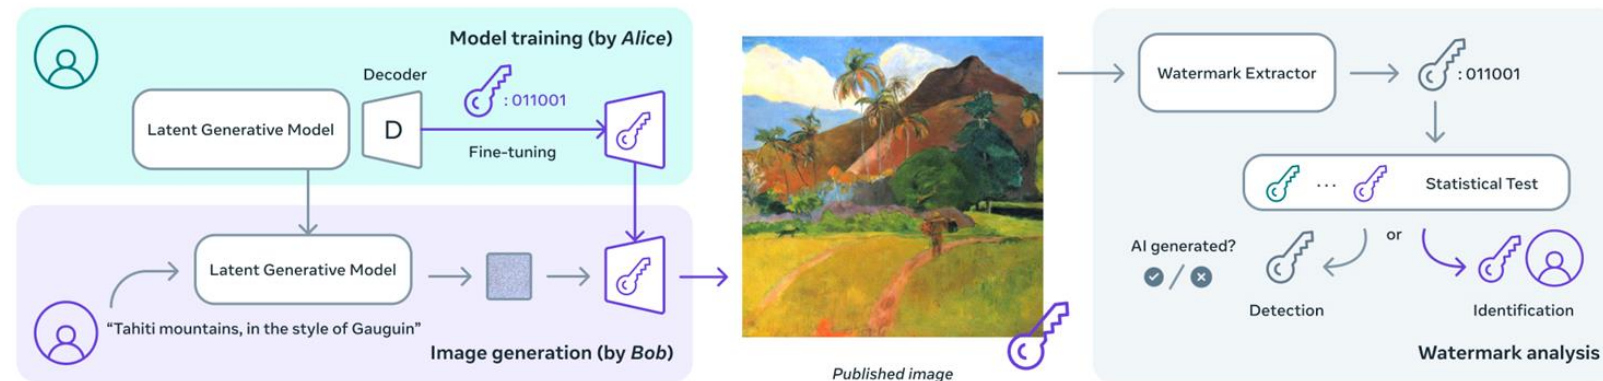 Model training (by Alice)
Decoder
: 011001
Latent Generative Model
D
Fine-tuning
Latent Generative Model
“Tahiti mountains, in the style of Gauguin”
Image generation (by Bob)
Published image
Watermark Extractor
: 011001
... Statistical Test
or
AI generated?
/
Detection
Identification
Watermark analysis